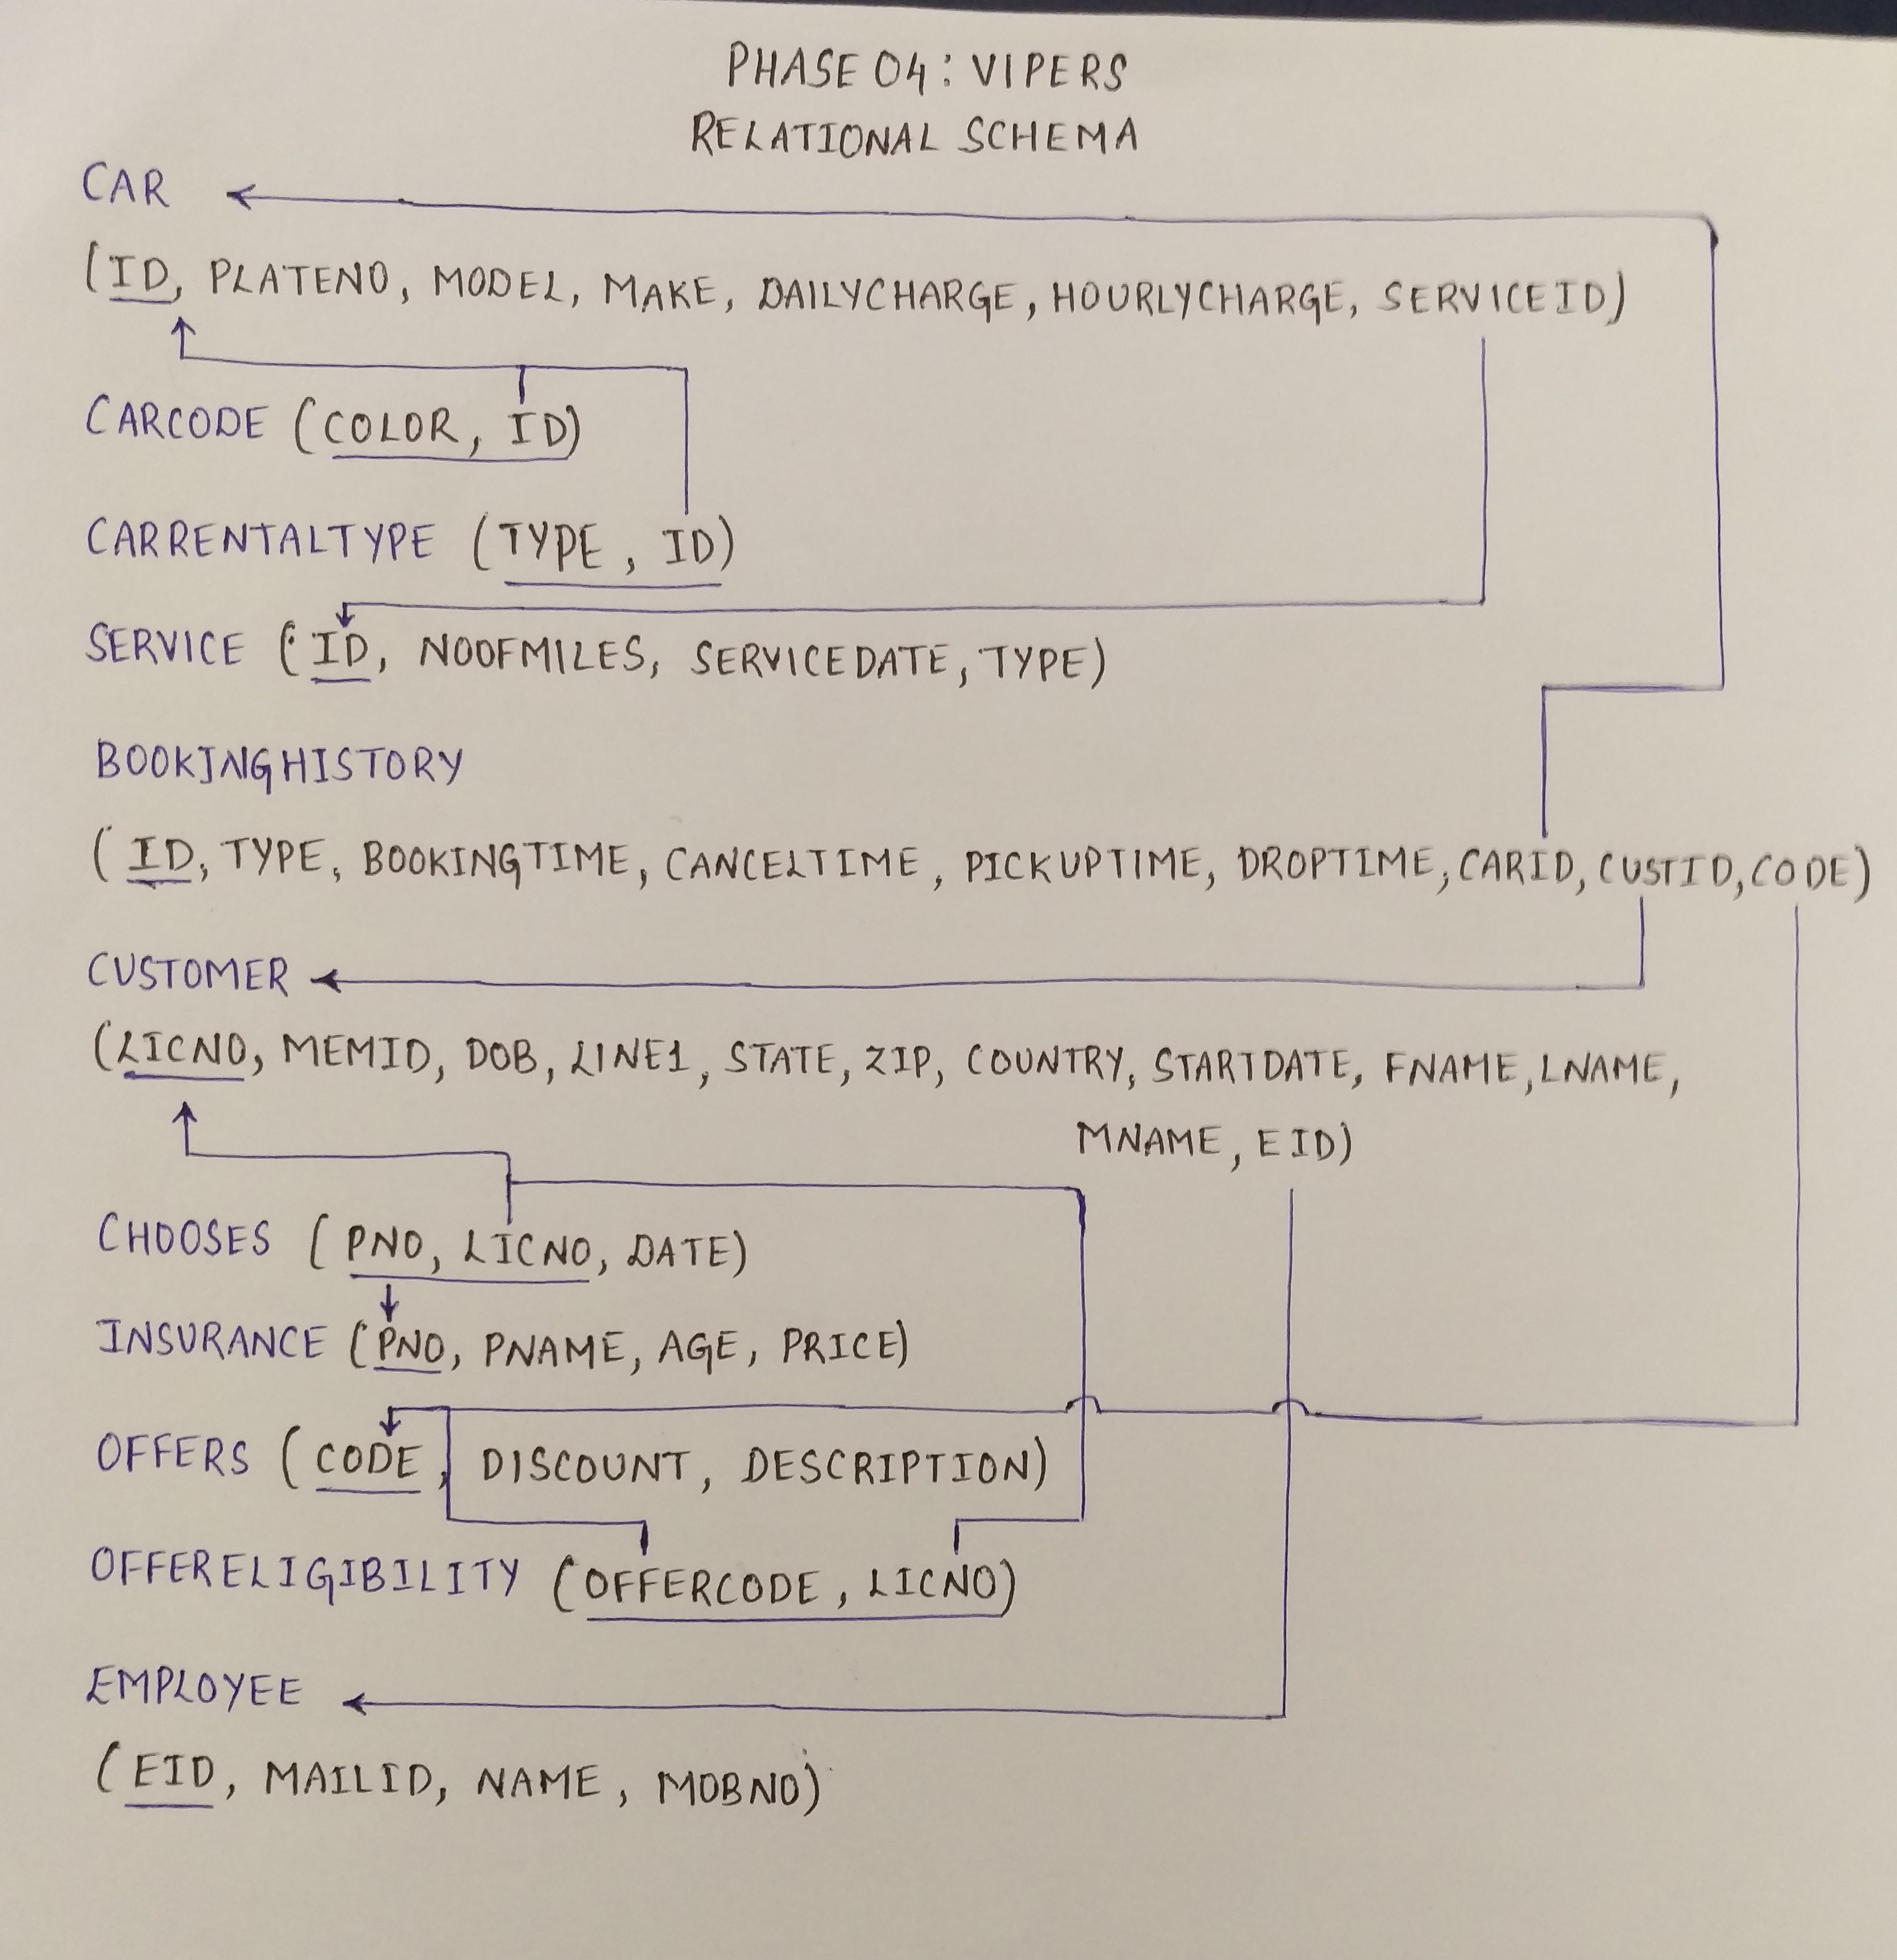 PHASE 04: VIPERS
RELATIONAL SCHEMA
CAR
(ID, PLATENO, MODEL, MAKE, DAILYCHARGE, HOURLYCHARGE, SERVICEID)
CARCODE (COLOR, ID)
CARRENTALTYPE (TYPE, ID)
SERVICE (ID, NOOFMILES, SERVICEDATE, TYPE)
BOOKINGHISTORY
(ID, TYPE, BOOKINGTIME, CANCELTIME, PICKUPTIME, DROPTIME, CARID, CUSTID, CODE)
CUSTOMER
(LICNO, MEMID, DOB, LINE1, STATE, ZIP, COUNTRY, STARTDATE, FNAME, LNAME,
MNAME, EID)
CHOOSES (PNO, LICNO, DATE)
INSURANCE (PNO, PNAME, AGE, PRICE)
OFFERS (CODE, DISCOUNT, DESCRIPTION)
OFFERELIGIBILITY (OFFERCODE, LICNO)
EMPLOYEE
(EID, MAILID, NAME, MOBNO)